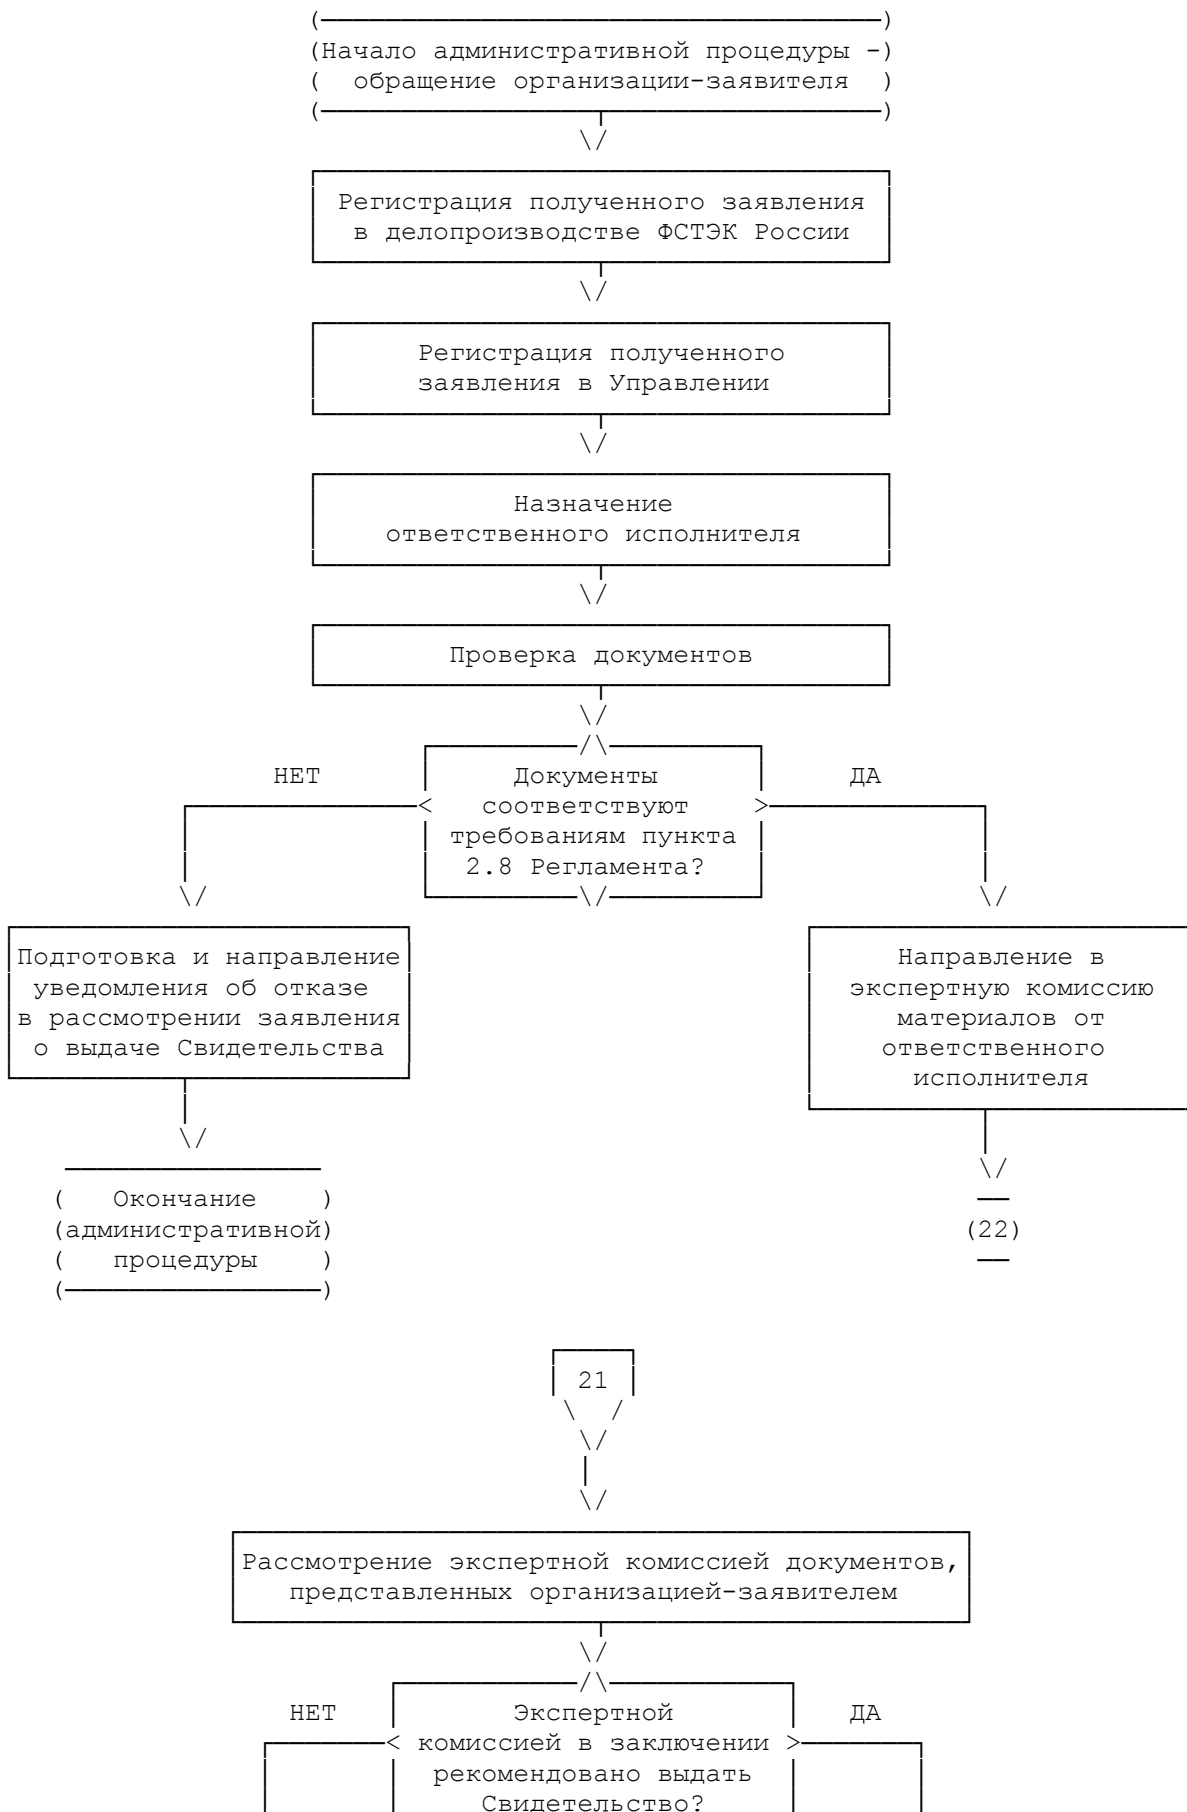 Начало административной процедуры -
обращение организации-заявителя
Регистрация полученного заявления
в делопроизводстве ФСТЭК России
Регистрация полученного
заявления в Управлении
Назначение
ответственного исполнителя
Проверка документов
НЕТ
Документы
соответствуют
требованиям пункта
2.8 Регламента?
ДА
Подготовка и направление
уведомления об отказе
в рассмотрении заявления
о выдаче Свидетельства
Направление в
экспертную комиссию
материалов от
ответственного
исполнителя
Окончание
административной
процедуры
(22)
21
Рассмотрение экспертной комиссией документов,
представленных организацией-заявителем
НЕТ
Экспертной
комиссией в заключении
рекомендовано выдать
Свидетельство?
ДА